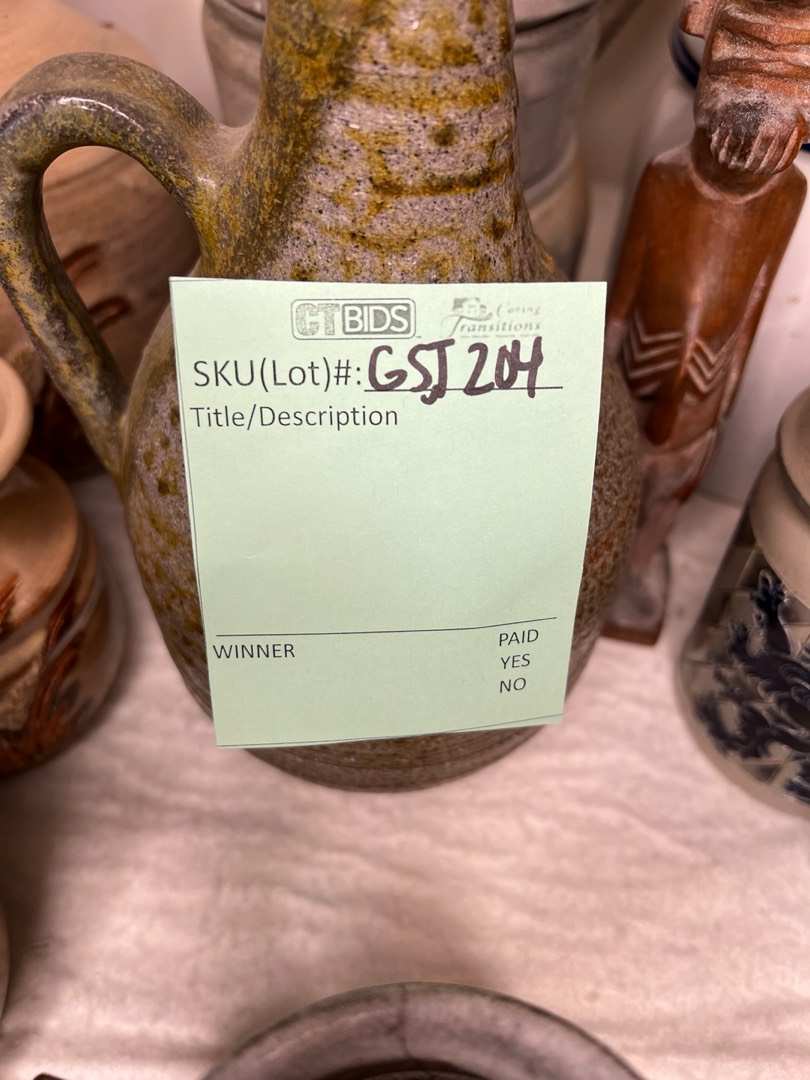 CTBIDS
Caring
Transitions
SKU(Lot)#: GSJ 204
Title/Description
WINNER
PAID
YES
NO